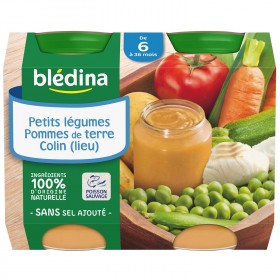 De
6
à 36 mois
blédina
Petits légumes
Pommes de terre
Colin (lieu)
INGRÉDIENTS
100%
D'ORIGINE
NATURELLE
POISSON
SAUVAGE
- SANS SEL AJOUTÉ -